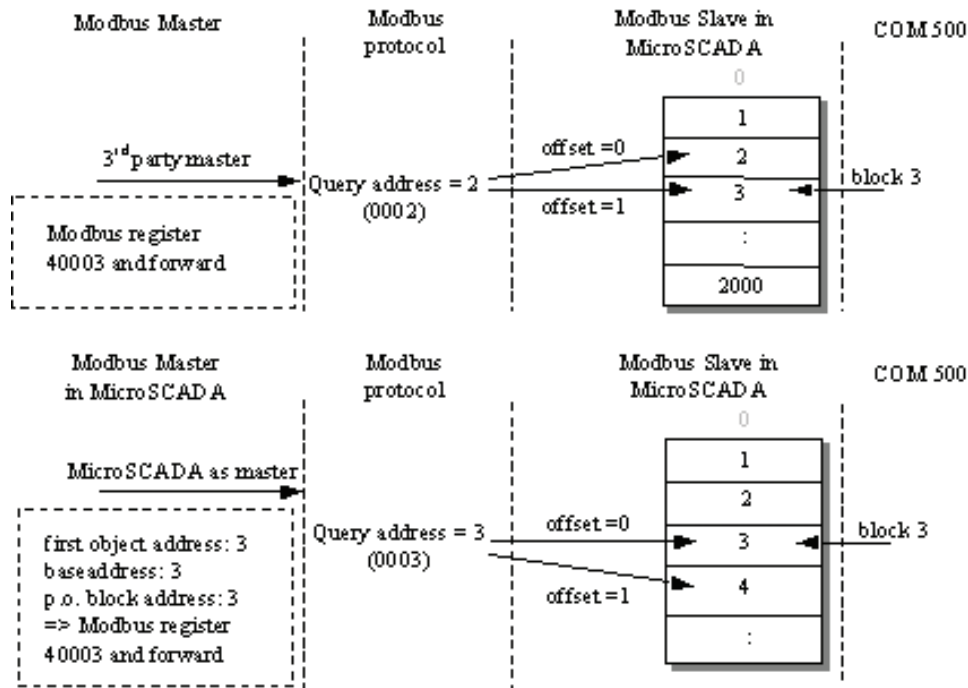 Modbus Master
Modbus
protocol
Modbus Slave in
MicroSCADA
COM 500
0
1
2
3
:
2000
3'rd party master
Query address = 2
(0002)
offset =0
offset=1
block 3
Modbus register
40003 and forward
Modbus Master
in MicroSCADA
Modbus
protocol
Modbus Slave in
MicroSCADA
COM 500
0
1
2
3
4
:
MicroSCADA as master
Query address = 3
(0003)
offset=0
offset=1
block 3
first object address: 3
baseaddress: 3
p.o. block address: 3
=> Modbus register
40003 and forward